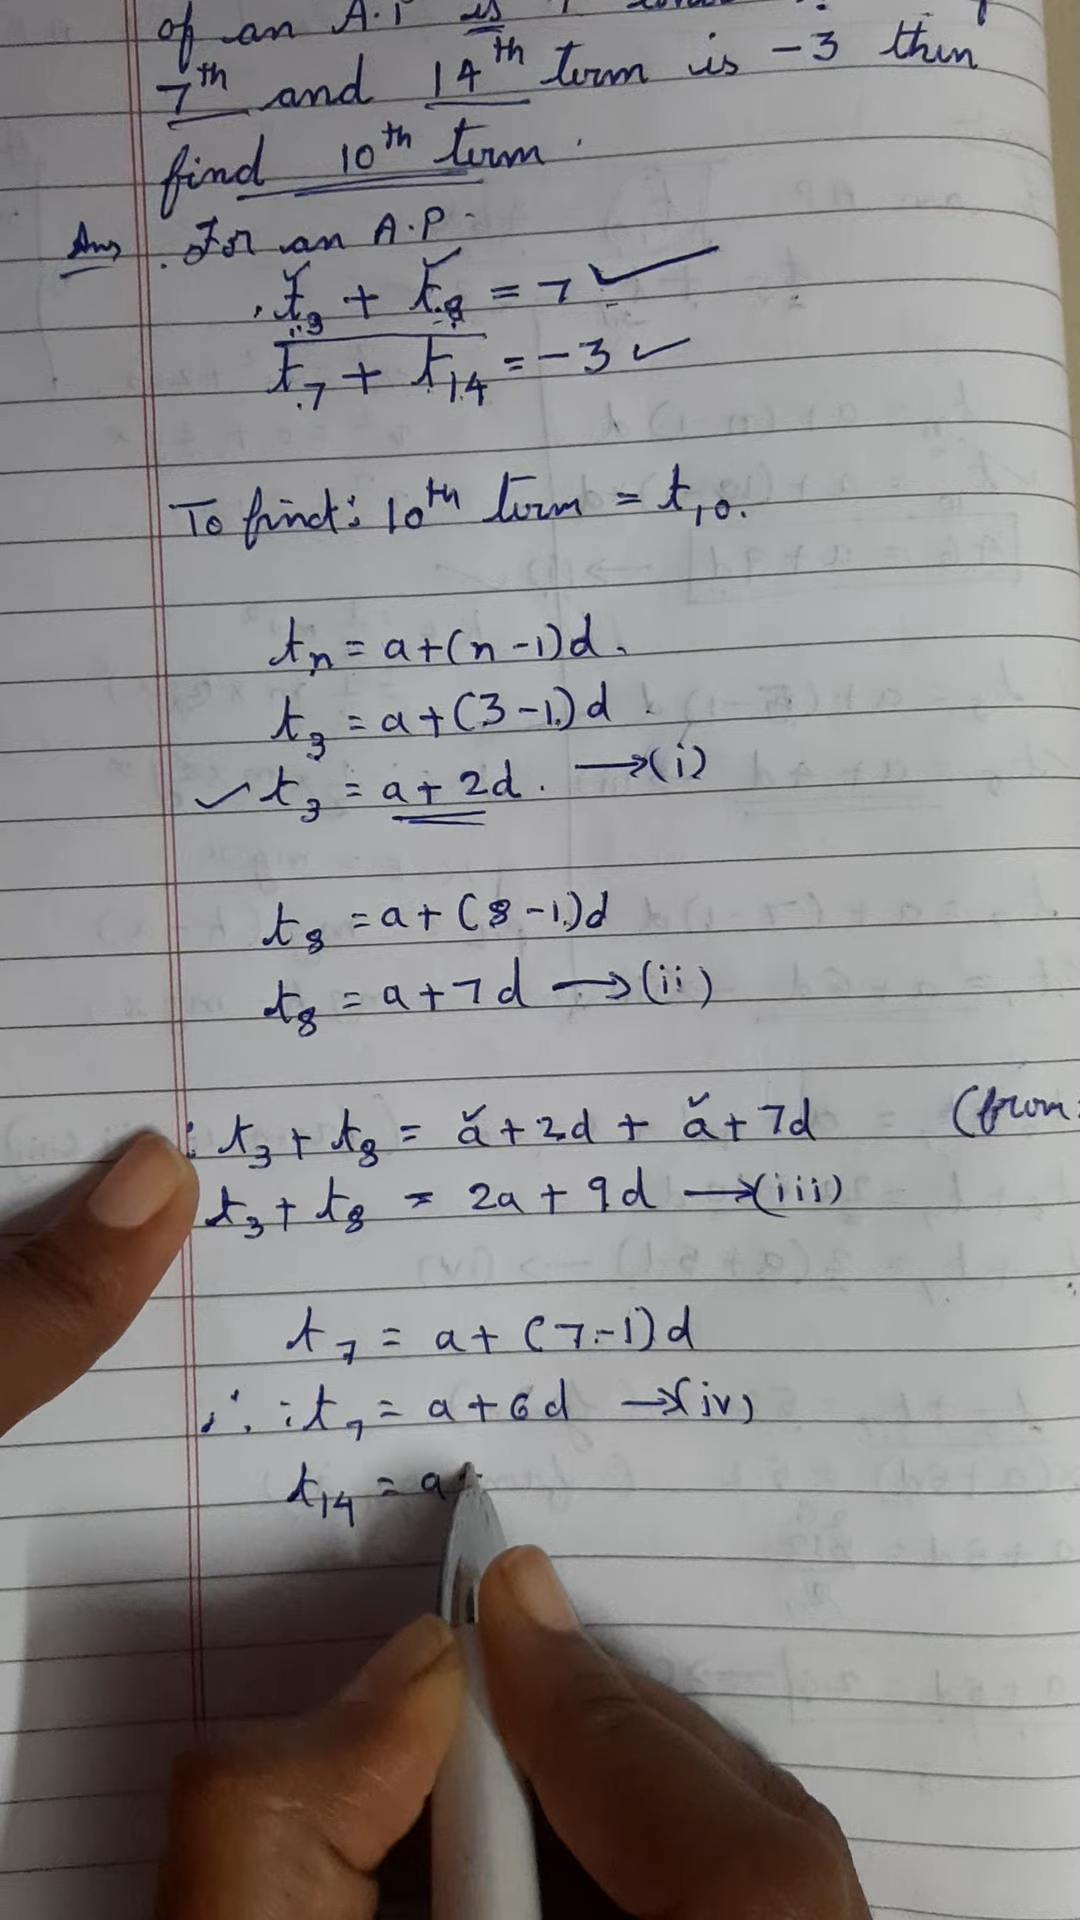 of an A.P is 7
7th and 14th term is -3 then
find 10th term.
Ans . For an A.P.
t3 + t8 = 7 ✓
t7 + t14 = -3 ✓
To find: 10th term = t10.
tn = a+(n-1)d.
t3 = a+(3-1)d
✓ t3 = a+2d. →(i)
t8 = a+(8-1)d
t8 = a+7d →(ii)
: t3 + t8 = a+2d + a+7d (from
t3 + t8 = 2a + 9d →(iii)
t7 = a+(7-1)d
∴ t7 = a+6d →(iv)
t14 = a+